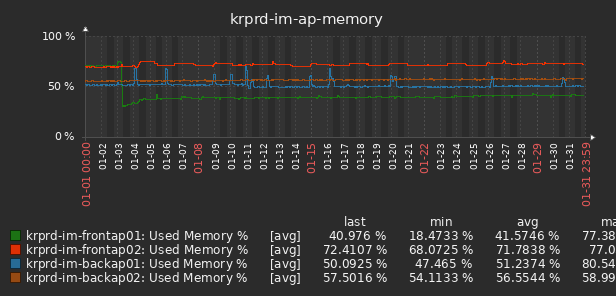 krprd-im-ap-memory
100 %
50 %
0 %
01-01 00:00 01-02 01-03 01-04 01-05 01-06 01-07 01-08 01-09 01-10 01-11 01-12 01-13 01-14 01-15 01-16 01-17 01-18 01-19 01-20 01-21 01-22 01-23 01-24 01-25 01-26 01-27 01-28 01-29 01-30 01-31 01-31 23:59
last min avg ma
krprd-im-frontap01: Used Memory % [avg] 40.976 % 18.4733 % 41.5746 % 77.38
krprd-im-frontap02: Used Memory % [avg] 72.4107 % 68.0725 % 71.7838 % 77.0
krprd-im-backap01: Used Memory % [avg] 50.0925 % 47.465 % 51.2374 % 80.54
krprd-im-backap02: Used Memory % [avg] 57.5016 % 54.1133 % 56.5544 % 58.99